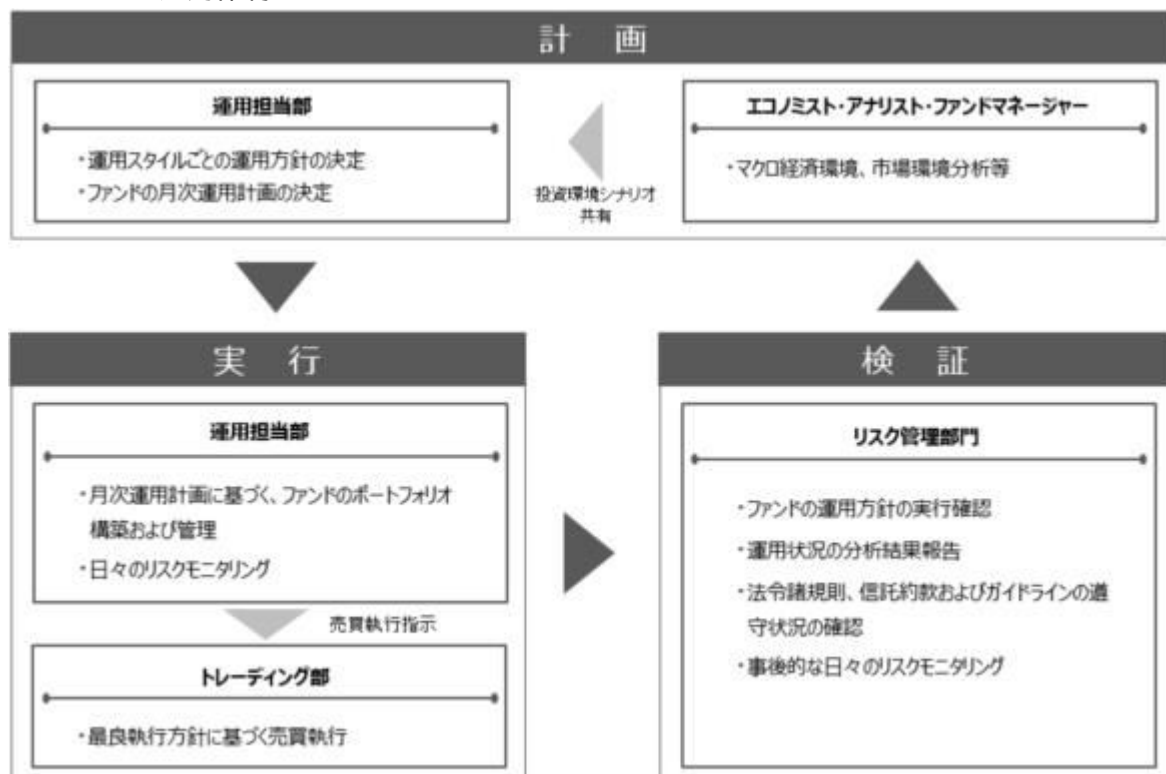 計 画
運用担当部
・運用スタイルごとの運用方針の決定
・ファンドの月次運用計画の決定
投資環境シナリオ
共有
エコノミスト・アナリスト・ファンドマネージャー
・マクロ経済環境、市場環境分析等
実 行
運用担当部
・月次運用計画に基づく、ファンドのポートフォリオ
構築および管理
・日々のリスクモニタリング
売買執行指示
トレーディング部
・最良執行方針に基づく売買執行
検 証
リスク管理部門
・ファンドの運用方針の実行確認
・運用状況の分析結果報告
・法令諸規則、信託約款およびガイドラインの遵
守状況の確認
・事後的な日々のリスクモニタリング